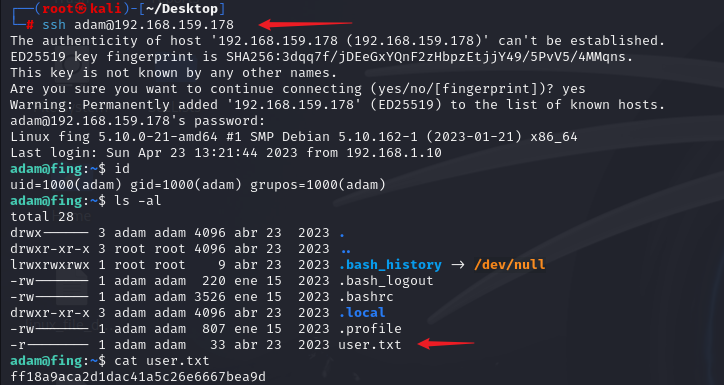 ┌──(root㉿kali)-[~/Desktop]
└─# ssh adam@192.168.159.178
The authenticity of host '192.168.159.178 (192.168.159.178)' can't be established.
ED25519 key fingerprint is SHA256:3dqq7f/jDEeGxYQnF2zHbpzEtjjY49/5PvV5/4MMqns.
This key is not known by any other names.
Are you sure you want to continue connecting (yes/no/[fingerprint])? yes
Warning: Permanently added '192.168.159.178' (ED25519) to the list of known hosts.
adam@192.168.159.178's password:
Linux fing 5.10.0-21-amd64 #1 SMP Debian 5.10.162-1 (2023-01-21) x86_64
Last login: Sun Apr 23 13:21:44 2023 from 192.168.1.10
adam@fing:~$ id
uid=1000(adam) gid=1000(adam) grupos=1000(adam)
adam@fing:~$ ls -al
total 28
drwx------ 3 adam adam 4096 abr 23  2023 .
drwxr-xr-x 3 root root 4096 abr 23  2023 ..
lrwxrwxrwx 1 root root    9 abr 23  2023 .bash_history -> /dev/null
-rw------- 1 adam adam  220 ene 15  2023 .bash_logout
-rw------- 1 adam adam 3526 ene 15  2023 .bashrc
drwxr-xr-x 3 adam adam 4096 abr 23  2023 .local
-rw------- 1 adam adam  807 ene 15  2023 .profile
-r-------- 1 adam adam   33 abr 23  2023 user.txt
adam@fing:~$ cat user.txt
ff18a9aca2d1dac41a5c26e6667bea9d